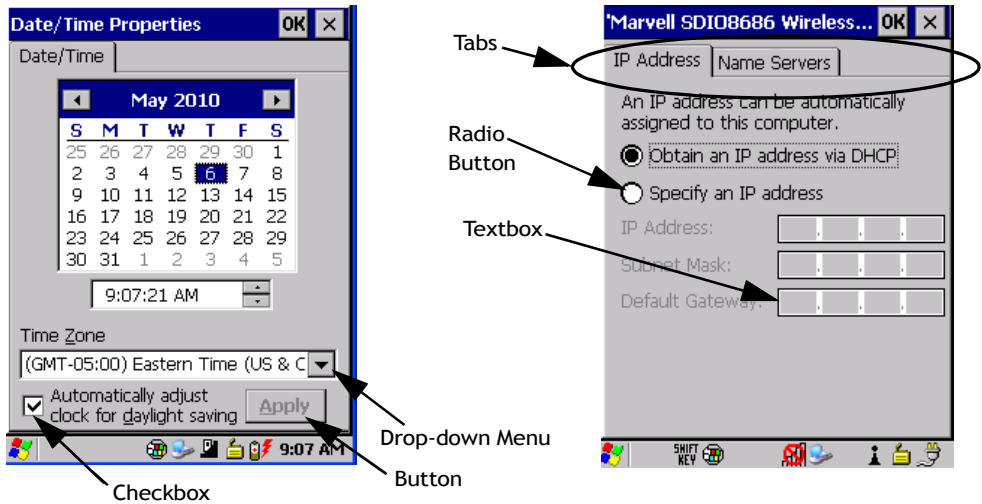 Date/Time Properties OK ×
Date/Time
May 2010
S M T W T F S
25 26 27 28 29 30 1
2 3 4 5 6 7 8
9 10 11 12 13 14 15
16 17 18 19 20 21 22
23 24 25 26 27 28 29
30 31 1 2 3 4 5
9:07:21 AM
Time Zone
(GMT-05:00) Eastern Time (US & C
Automatically adjust
clock for daylight saving
Apply
9:07 AM
Checkbox
Button
Drop-down Menu
Tabs
Radio
Button
Textbox
'Marvell SDIO8686 Wireless... OK ×
IP Address Name Servers
An IP address can be automatically
assigned to this computer.
Obtain an IP address via DHCP
Specify an IP address
IP Address:
Subnet Mask:
Default Gateway:
SHIFT
KEY